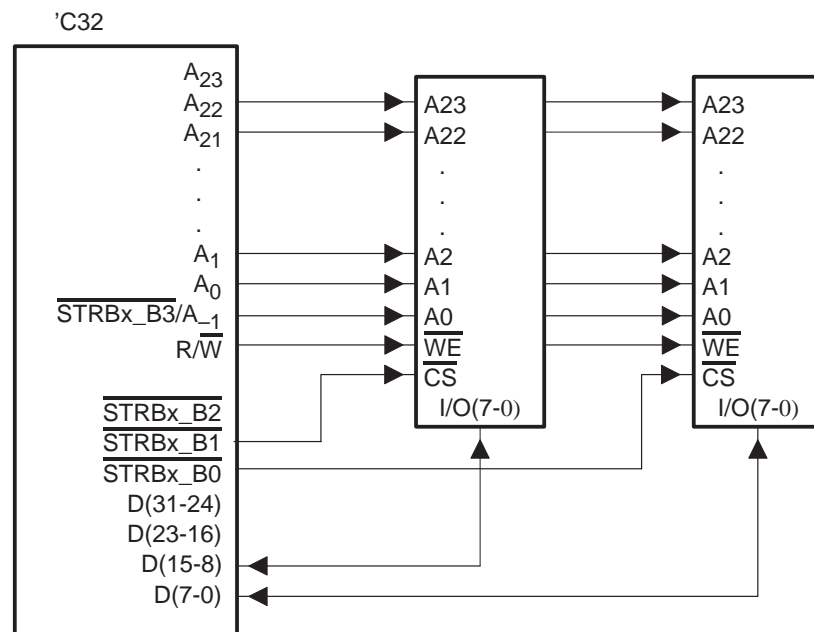 'C32
A23
A22
A21
.
.
.
A1
A0
STRBx_B3/A–1
R/W
STRBx_B2
STRBx_B1
STRBx_B0
D(31-24)
D(23-16)
D(15-8)
D(7-0)
A23
A22
.
.
.
A2
A1
A0
WE
CS
I/O(7-0)
A23
A22
.
.
.
A2
A1
A0
WE
CS
I/O(7-0)